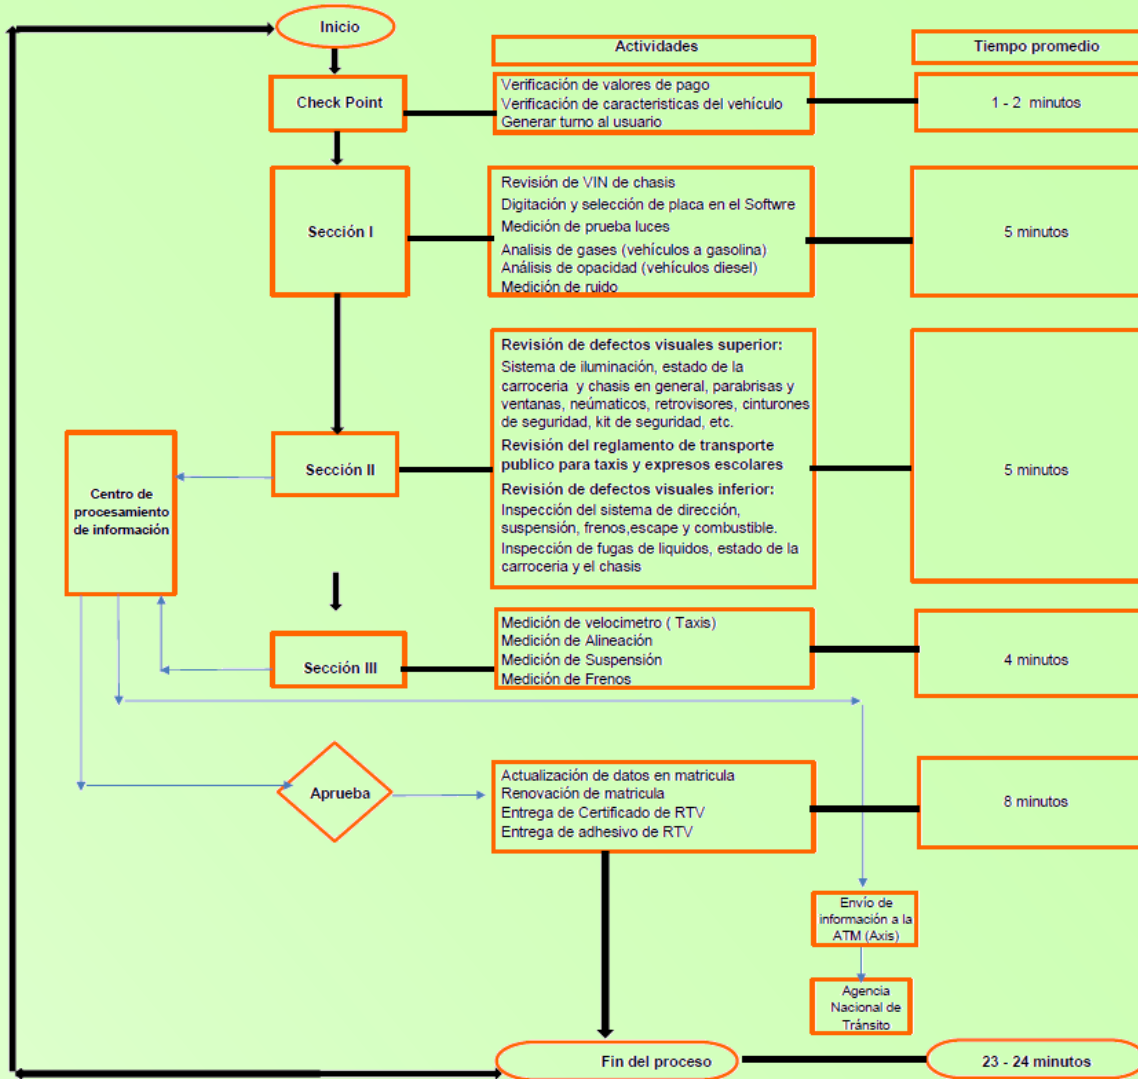 Inicio
Actividades
Tiempo promedio
Check Point
Verificación de valores de pago
Verificación de caracteristicas del vehículo
Generar turno al usuario
1 - 2 minutos
Sección I
Revisión de VIN de chasis
Digitación y selección de placa en el Softwre
Medición de prueba luces
Analisis de gases (vehículos a gasolina)
Análisis de opacidad (vehículos diesel)
Medición de ruido
5 minutos
Centro de
procesamiento
de información
Sección II
Revisión de defectos visuales superior:
Sistema de iluminación, estado de la
carroceria y chasis en general, parabrisas y
ventanas, neúmaticos, retrovisores, cinturones
de seguridad, kit de seguridad, etc.
Revisión del reglamento de transporte
publico para taxis y expresos escolares
Revisión de defectos visuales inferior:
Inspección del sistema de dirección,
suspensión, frenos,escape y combustible.
Inspección de fugas de liquidos, estado de la
carroceria y el chasis
5 minutos
Sección III
Medición de velocimetro ( Taxis)
Medición de Alineación
Medición de Suspensión
Medición de Frenos
4 minutos
Aprueba
Actualización de datos en matricula
Renovación de matricula
Entrega de Certificado de RTV
Entrega de adhesivo de RTV
8 minutos
Envío de
información a la
ATM (Axis)
Agencia
Nacional de
Tránsito
Fin del proceso
23 - 24 minutos